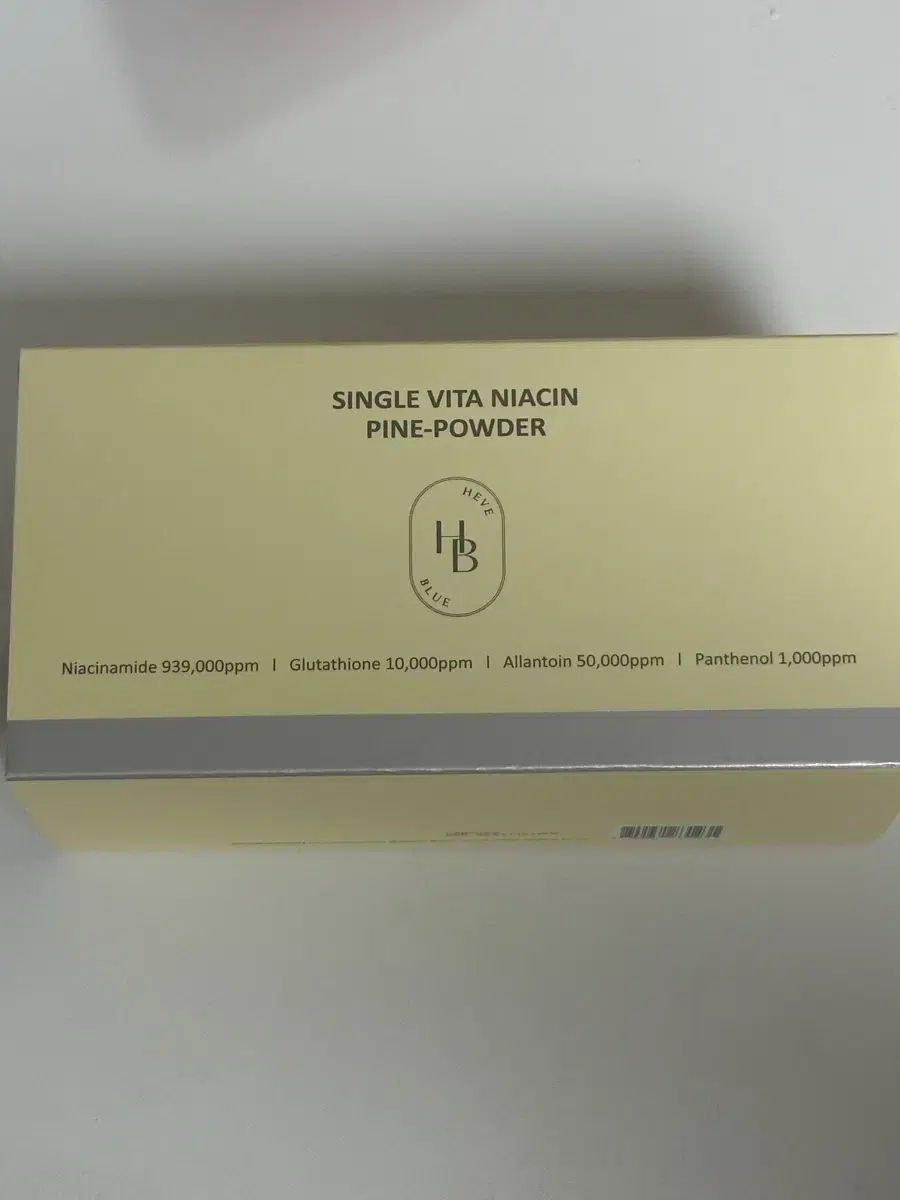 SINGLE VITA NIACIN
PINE-POWDER
HEVE
HB
BLUE
Niacinamide 939,000ppm | Glutathione 10,000ppm | Allantoin 50,000ppm | Panthenol 1,000ppm